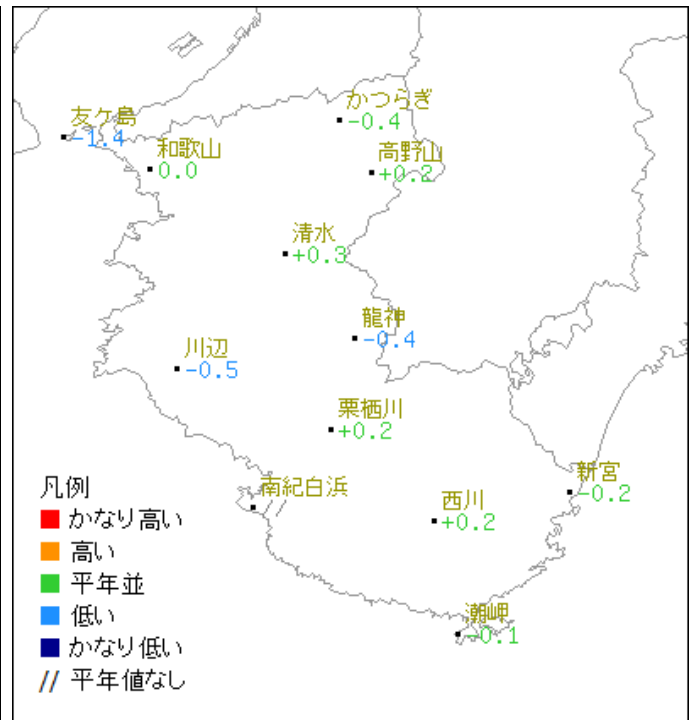 かつらぎ
-0.4
友ケ島
-1.4
和歌山
0.0
高野山
+0.2
清水
+0.3
龍神
-0.4
川辺
-0.5
栗栖川
+0.2
新宮
-0.2
南紀白浜
//
西川
+0.2
潮岬
-0.1
凡例
かなり高い
高い
平年並
低い
かなり低い
// 平年値なし